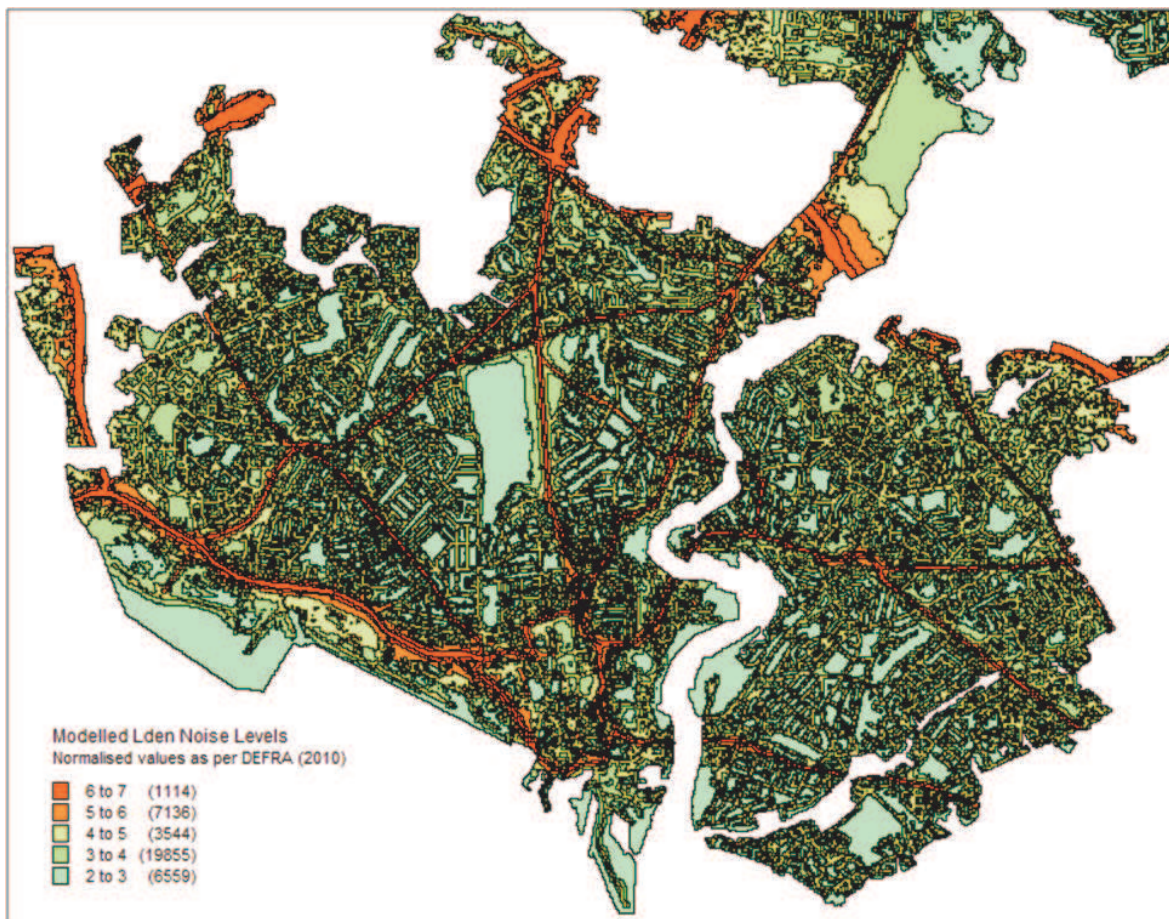 Modelled Lden Noise Levels
Normalised values as per DEFRA (2010)
6 to 7 (1114)
5 to 6 (7136)
4 to 5 (3544)
3 to 4 (19855)
2 to 3 (6559)